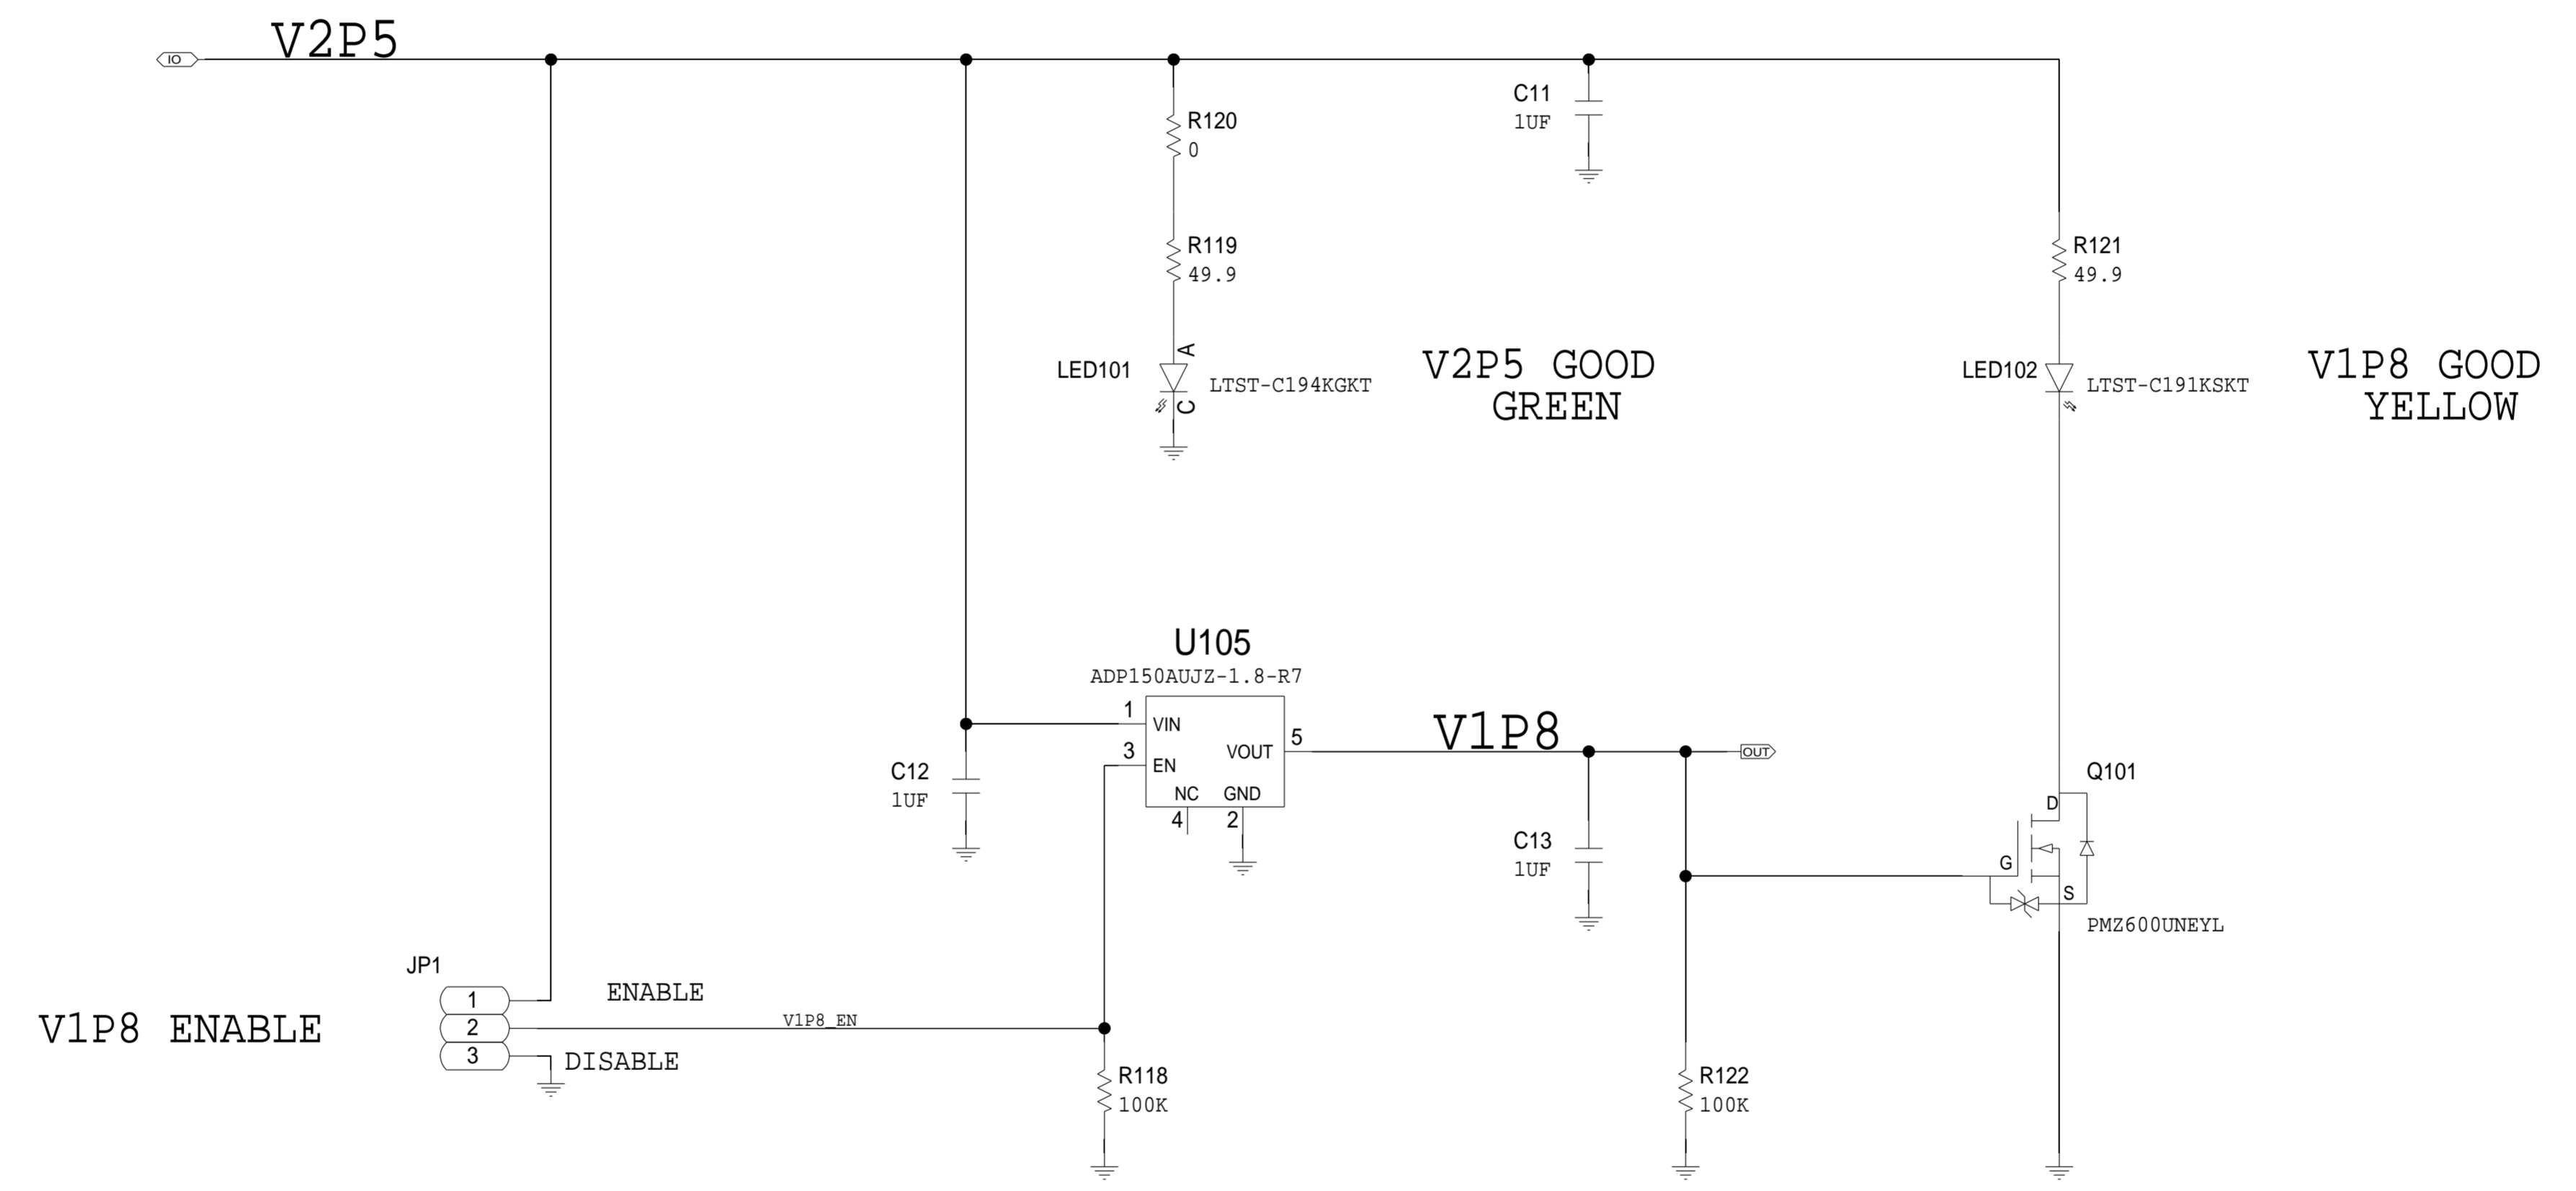 V2P5
IO
C11
1UF
R120
0
R119
49.9
R121
49.9
A
LED101
LTST-C194KGKT
C
V2P5 GOOD
GREEN
LED102
LTST-C191KSKT
V1P8 GOOD
YELLOW
U105
ADP150AUJZ-1.8-R7
1
VIN
3
EN
VOUT
5
NC
GND
4
2
V1P8
OUT
C12
1UF
C13
1UF
Q101
D
G
S
PMZ600UNEYL
JP1
1
2
3
ENABLE
V1P8 ENABLE
V1P8_EN
DISABLE
R118
100K
R122
100K